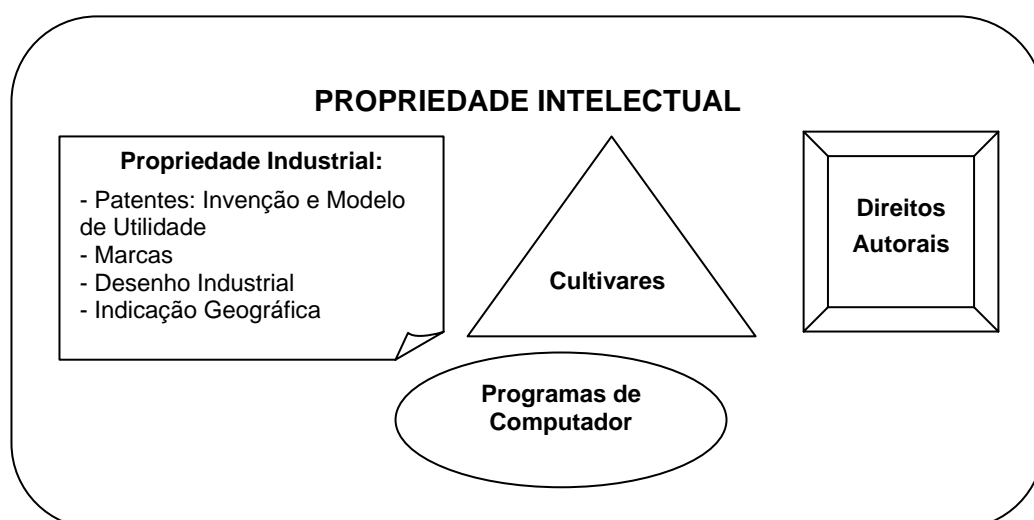 PROPRIEDADE INTELECTUAL
Propriedade Industrial:
- Patentes: Invenção e Modelo
de Utilidade
- Marcas
- Desenho Industrial
- Indicação Geográfica
Cultivares
Direitos
Autorais
Programas de
Computador